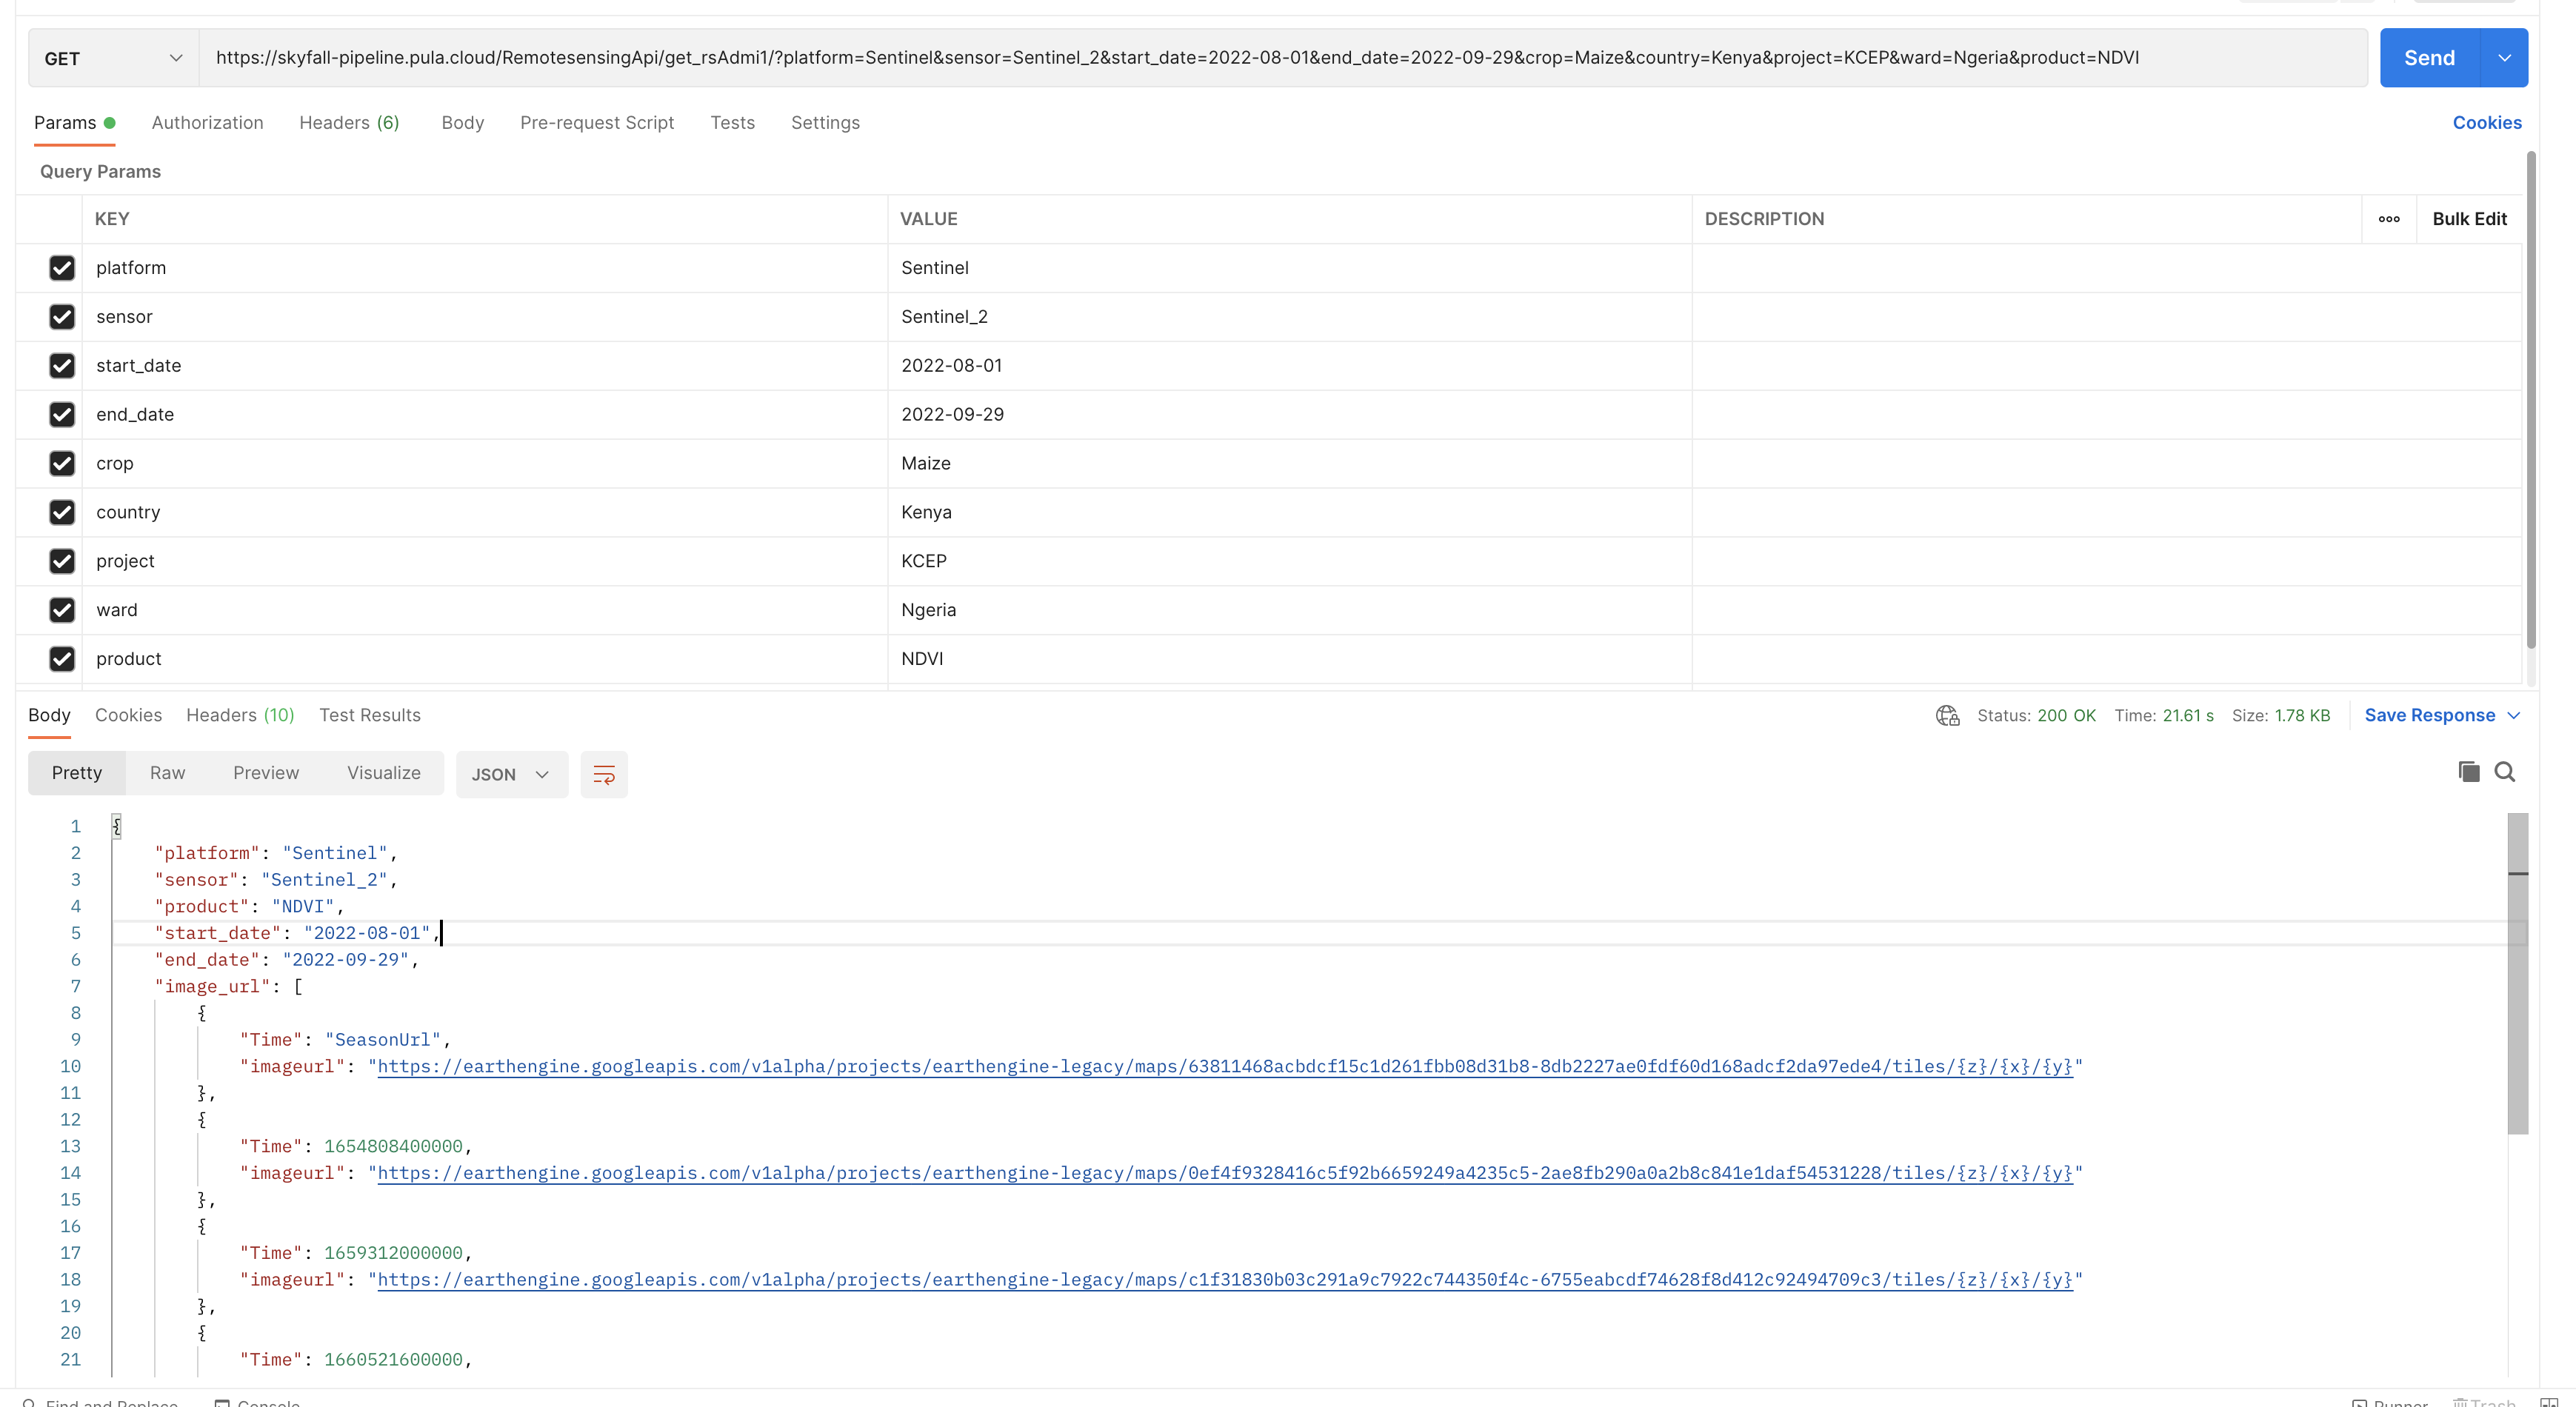 GET https://skyfall-pipeline.pula.cloud/RemotesensingApi/get_rsAdmi1/?platform=Sentinel&sensor=Sentinel_2&start_date=2022-08-01&end_date=2022-09-29&crop=Maize&country=Kenya&project=KCEP&ward=Ngeria&product=NDVI Send
Params Authorization Headers (6) Body Pre-request Script Tests Settings Cookies
Query Params
KEY VALUE DESCRIPTION ooo Bulk Edit
platform Sentinel
sensor Sentinel_2
start_date 2022-08-01
end_date 2022-09-29
crop Maize
country Kenya
project KCEP
ward Ngeria
product NDVI
Body Cookies Headers (10) Test Results Status: 200 OK Time: 21.61 s Size: 1.78 KB Save Response
Pretty Raw Preview Visualize JSON
1 {
2 "platform": "Sentinel",
3 "sensor": "Sentinel_2",
4 "product": "NDVI",
5 "start_date": "2022-08-01",
6 "end_date": "2022-09-29",
7 "image_url": [
8 {
9 "Time": "SeasonUrl",
10 "imageurl": "https://earthengine.googleapis.com/v1alpha/projects/earthengine-legacy/maps/63811468acbdcf15c1d261fbb08d31b8-8db2227ae0fdf60d168adcf2da97ede4/tiles/{z}/{x}/{y}"
11 },
12 {
13 "Time": 1654808400000,
14 "imageurl": "https://earthengine.googleapis.com/v1alpha/projects/earthengine-legacy/maps/0ef4f9328416c5f92b6659249a4235c5-2ae8fb290a0a2b8c841e1daf54531228/tiles/{z}/{x}/{y}"
15 },
16 {
17 "Time": 1659312000000,
18 "imageurl": "https://earthengine.googleapis.com/v1alpha/projects/earthengine-legacy/maps/c1f31830b03c291a9c7922c744350f4c-6755eabcdf74628f8d412c92494709c3/tiles/{z}/{x}/{y}"
19 },
20 {
21 "Time": 1660521600000,
Find and Replace Console Runner Trash